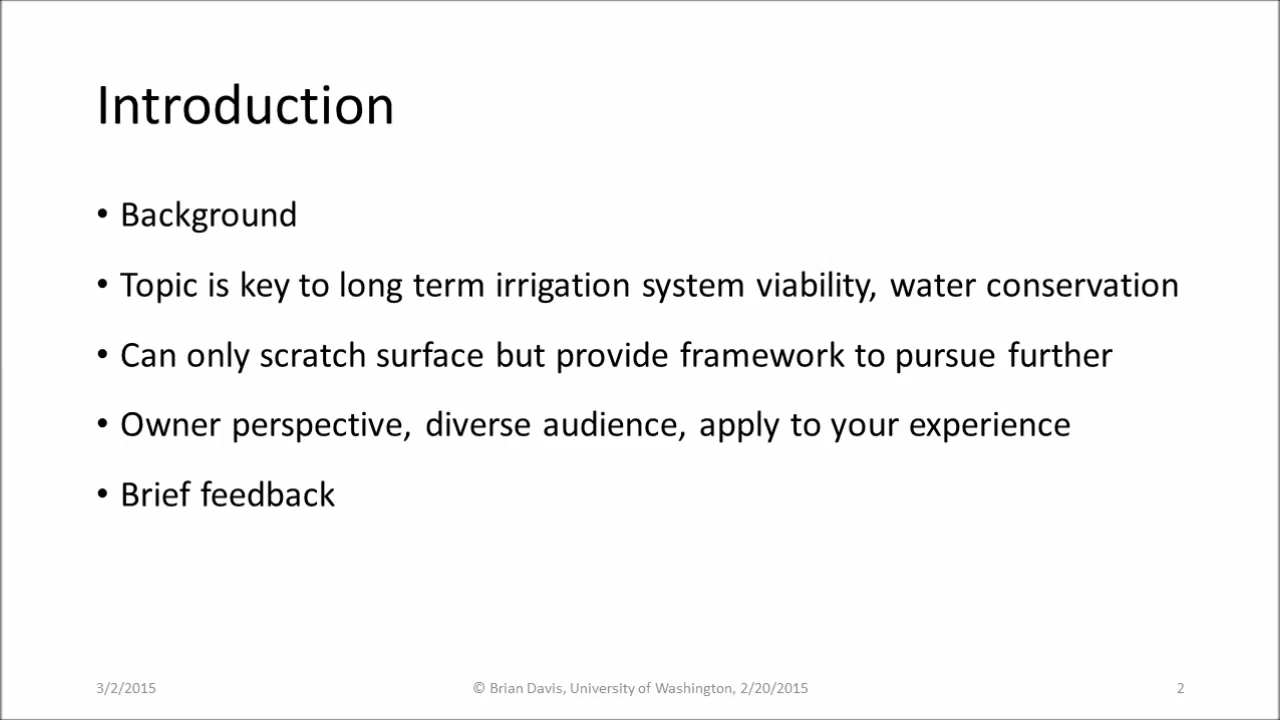 Introduction
• Background
• Topic is key to long term irrigation system viability, water conservation
• Can only scratch surface but provide framework to pursue further
• Owner perspective, diverse audience, apply to your experience
• Brief feedback
3/2/2015
© Brian Davis, University of Washington, 2/20/2015
2